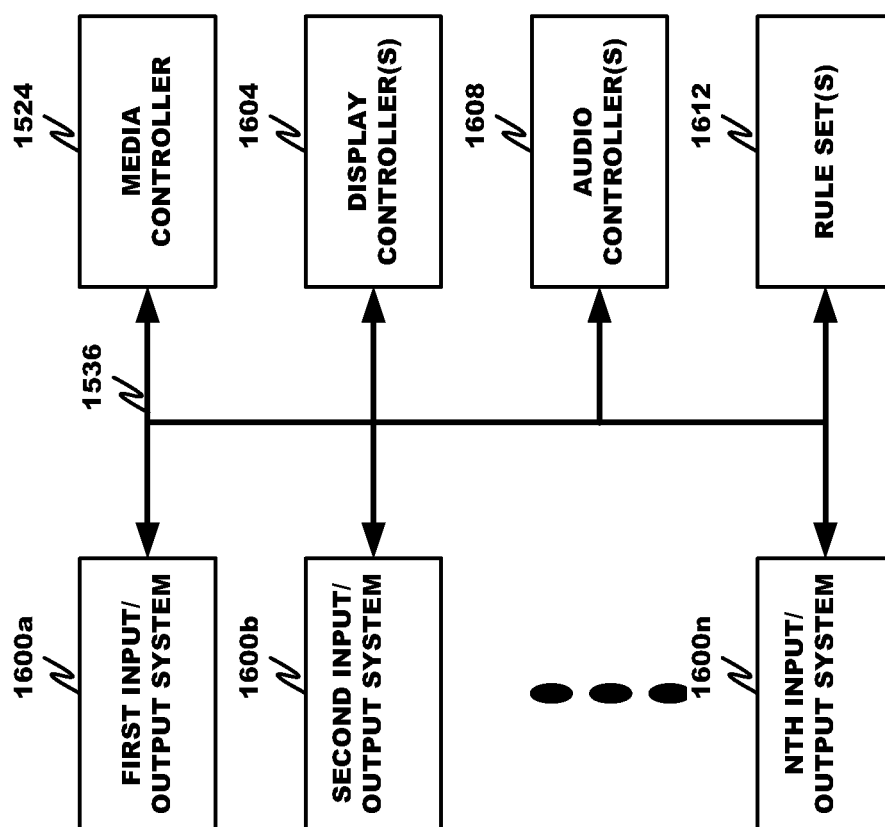 1524
MEDIA
CONTROLLER
1604
DISPLAY
CONTROLLER(S)
1608
AUDIO
CONTROLLER(S)
1612
RULE SET(S)
1536
1600a
FIRST INPUT/
OUTPUT SYSTEM
1600b
SECOND INPUT/
OUTPUT SYSTEM
1600n
NTH INPUT/
OUTPUT SYSTEM